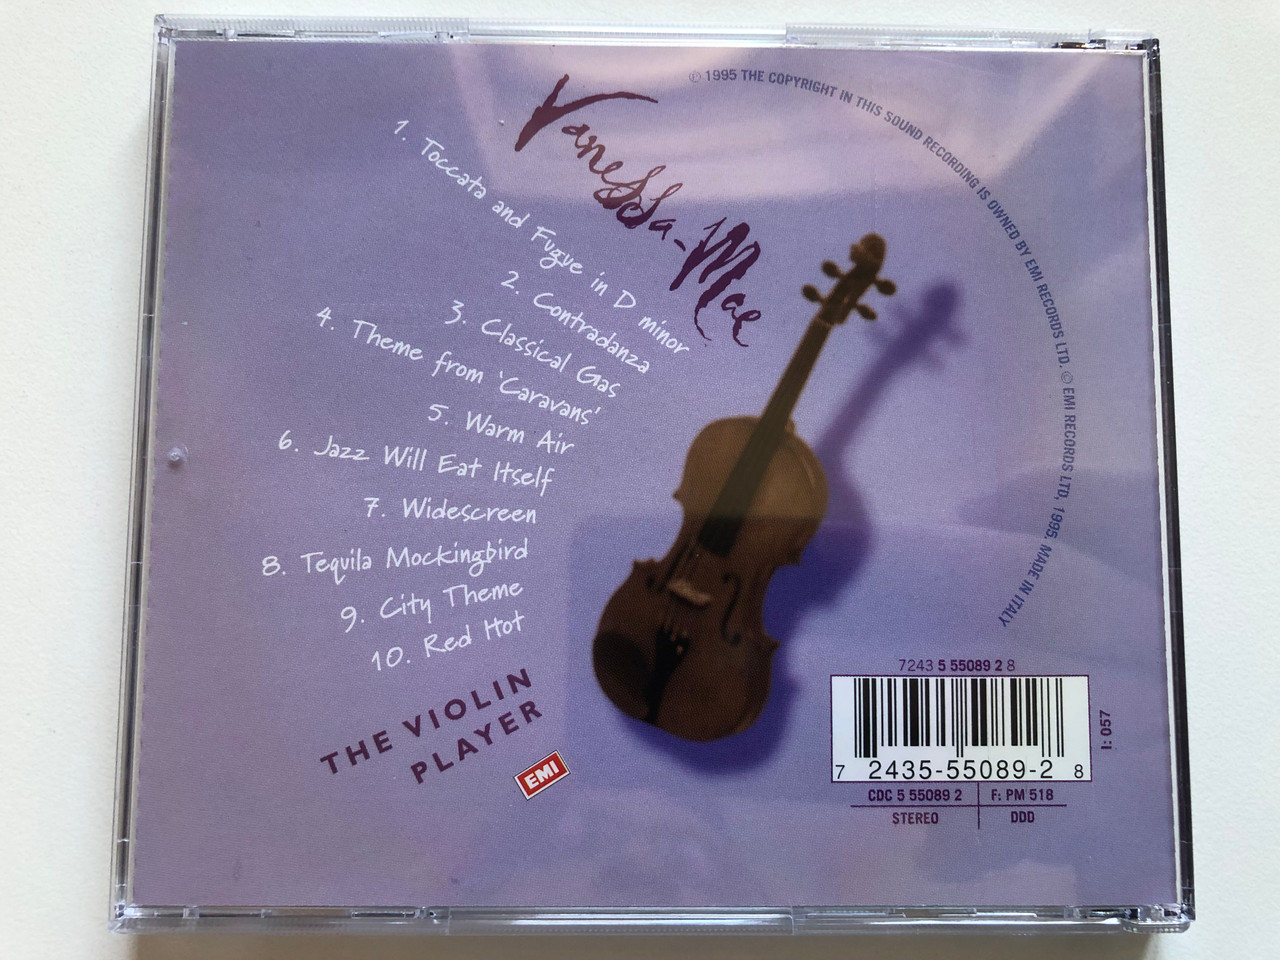 Vanessa-Mae
℗ 1995 THE COPYRIGHT IN THIS SOUND RECORDING IS OWNED BY EMI RECORDS LTD. © EMI RECORDS LTD, 1995. MADE IN ITALY
1. Toccata and Fugue in D minor
2. Contradanza
3. Classical Gas
4. Theme from 'Caravans'
5. Warm Air
6. Jazz Will Eat Itself
7. Widescreen
8. Tequila Mockingbird
9. City Theme
10. Red Hot
THE VIOLIN
PLAYER
EMI
7243 5 55089 2 8
7 2435-55089-2 8
I: 057
CDC 5 55089 2 F: PM 518
STEREO DDD